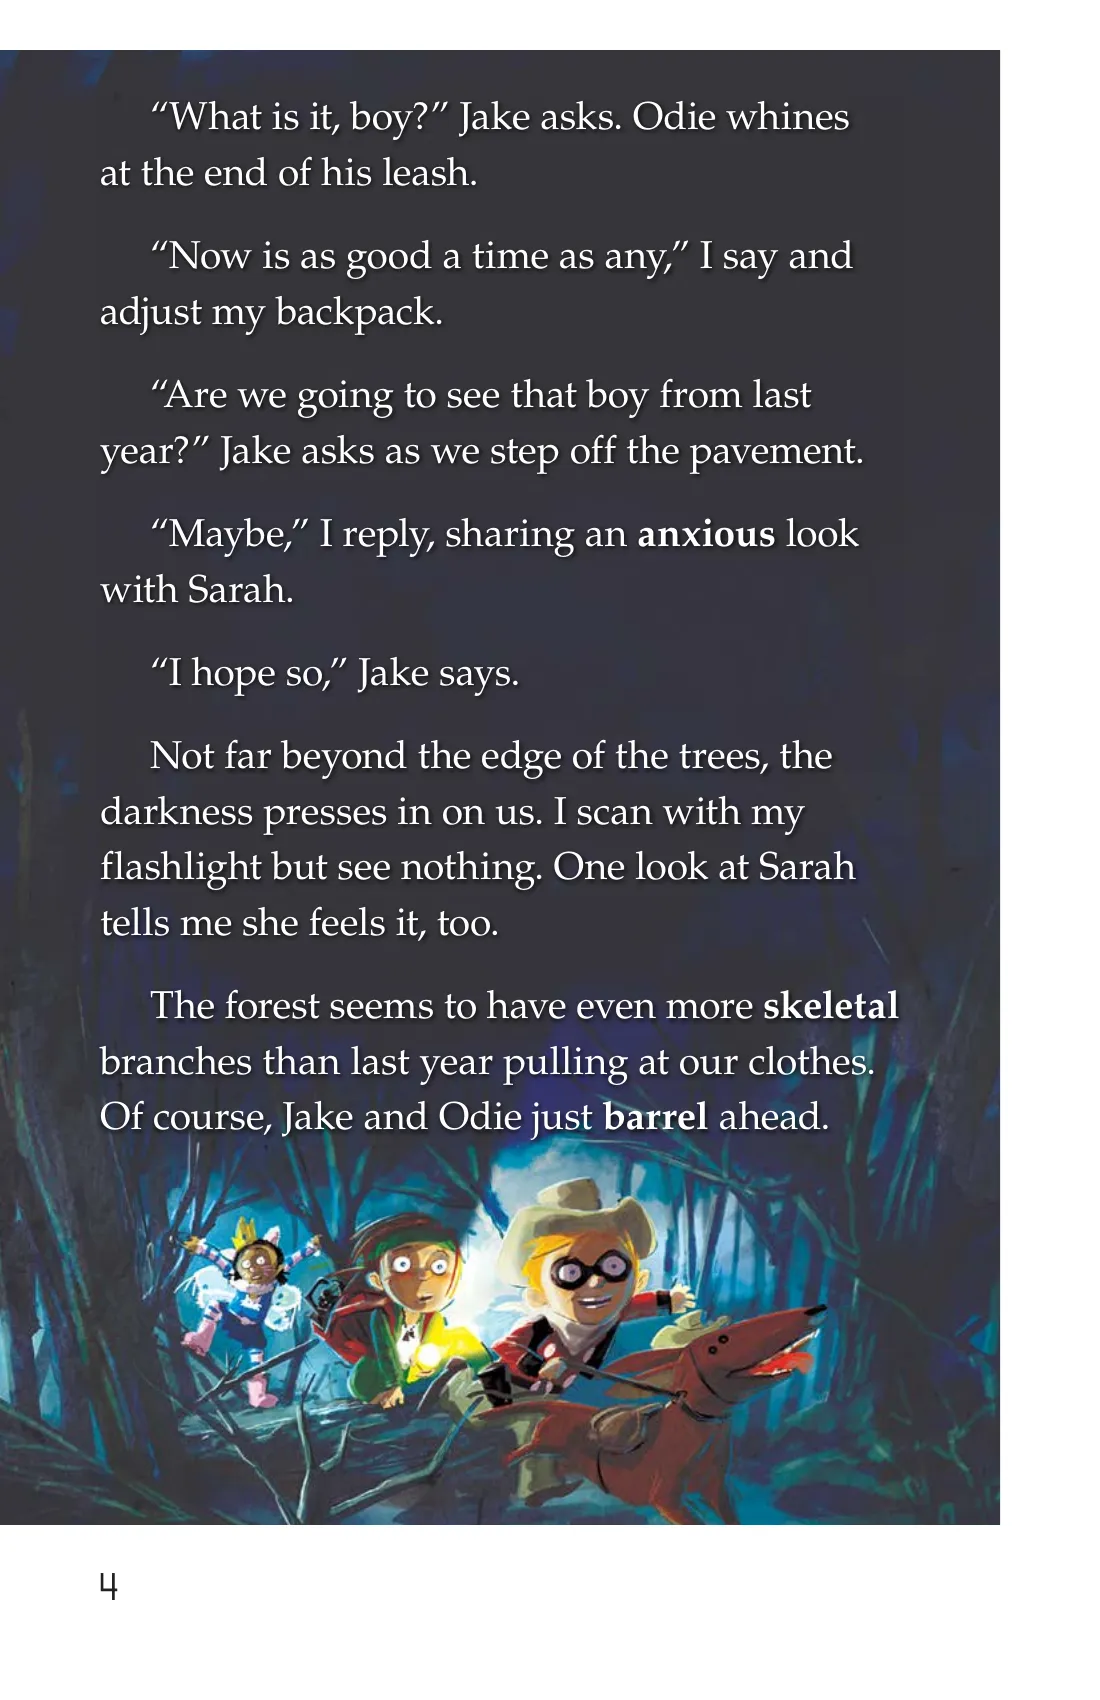 “What is it, boy?” Jake asks. Odie whines
at the end of his leash.
“Now is as good a time as any,” I say and
adjust my backpack.
“Are we going to see that boy from last
year?” Jake asks as we step off the pavement.
“Maybe,” I reply, sharing an anxious look
with Sarah.
“I hope so,” Jake says.
Not far beyond the edge of the trees, the
darkness presses in on us. I scan with my
flashlight but see nothing. One look at Sarah
tells me she feels it, too.
The forest seems to have even more skeletal
branches than last year pulling at our clothes.
Of course, Jake and Odie just barrel ahead.
4